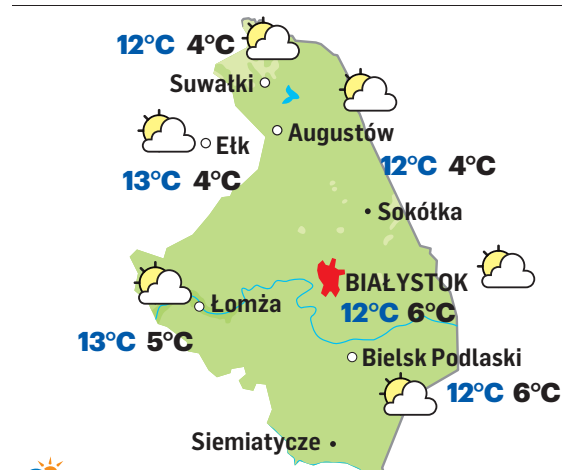 12°C 4°C
Suwałki
Augustów
Ełk
12°C 4°C
13°C 4°C
Sokółka
BIAŁYSTOK
Łomża
12°C 6°C
13°C 5°C
Bielsk Podlaski
12°C 6°C
Siemiatycze